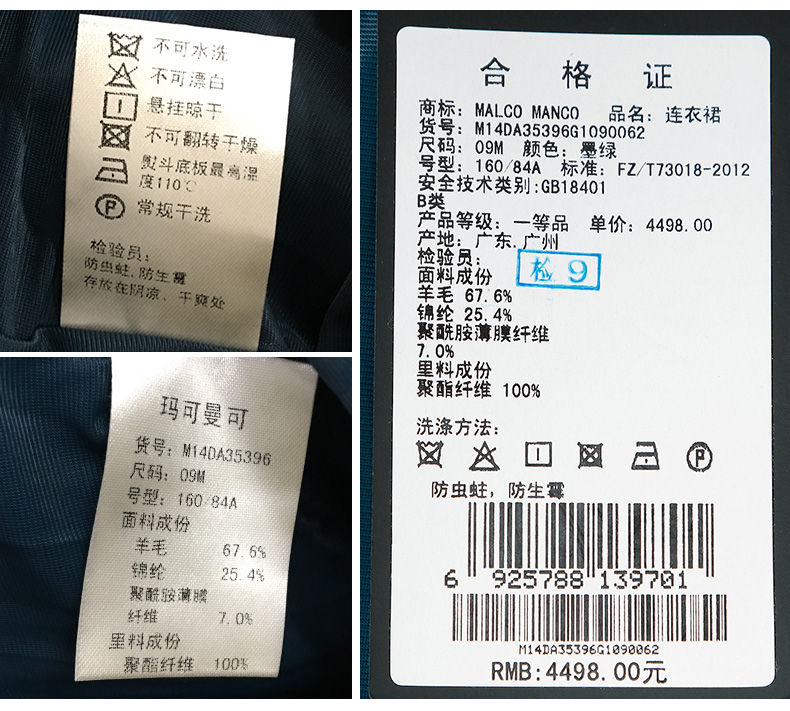 不可水洗
不可漂白
悬挂晾干
不可翻转干燥
熨斗底板最高温
度110℃
常规干洗
检验员:
防虫蛀、防生霉
存放在阴凉、干爽处
玛可曼可
货号: M14DA35396
尺码: 09M
号型: 160/84A
面料成份
羊毛 67.6%
锦纶 25.4%
聚酰胺薄膜
纤维 7.0%
里料成份
聚酯纤维 100%
合格证
商标: MALCO MANCO 品名: 连衣裙
货号: M14DA35396G1090062
尺码: 09M 颜色: 墨绿
号型: 160/84A 标准: FZ/T73018-2012
安全技术类别:GB18401
B类
产品等级: 一等品 单价: 4498.00
产地: 广东.广州
检验员: 检 9
面料成份
羊毛 67.6%
锦纶 25.4%
聚酰胺薄膜纤维
7.0%
里料成份
聚酯纤维 100%
洗涤方法:
防虫蛀, 防生霉
6 925788 139701
M14DA35396G1090062
RMB:4498.00元